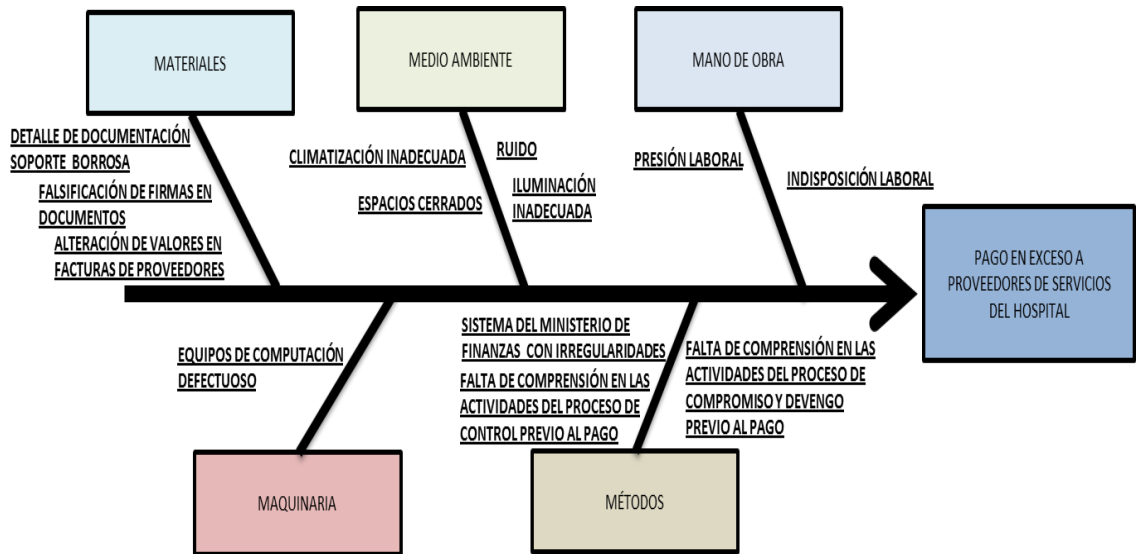 MATERIALES
MEDIO AMBIENTE
MANO DE OBRA
DETALLE DE DOCUMENTACIÓN
SOPORTE BORROSA
FALSIFICACIÓN DE FIRMAS EN
DOCUMENTOS
ALTERACIÓN DE VALORES EN
FACTURAS DE PROVEEDORES
CLIMATIZACIÓN INADECUADA
ESPACIOS CERRADOS
RUIDO
ILUMINACIÓN
INADECUADA
PRESIÓN LABORAL
INDISPOSICIÓN LABORAL
PAGO EN EXCESO A
PROVEEDORES DE SERVICIOS
DEL HOSPITAL
EQUIPOS DE COMPUTACIÓN
DEFECTUOSO
SISTEMA DEL MINISTERIO DE
FINANZAS CON IRREGULARIDADES
FALTA DE COMPRENSIÓN EN LAS
ACTIVIDADES DEL PROCESO DE
CONTROL PREVIO AL PAGO
FALTA DE COMPRENSIÓN EN LAS
ACTIVIDADES DEL PROCESO DE
COMPROMISO Y DEVENGO
PREVIO AL PAGO
MAQUINARIA
MÉTODOS